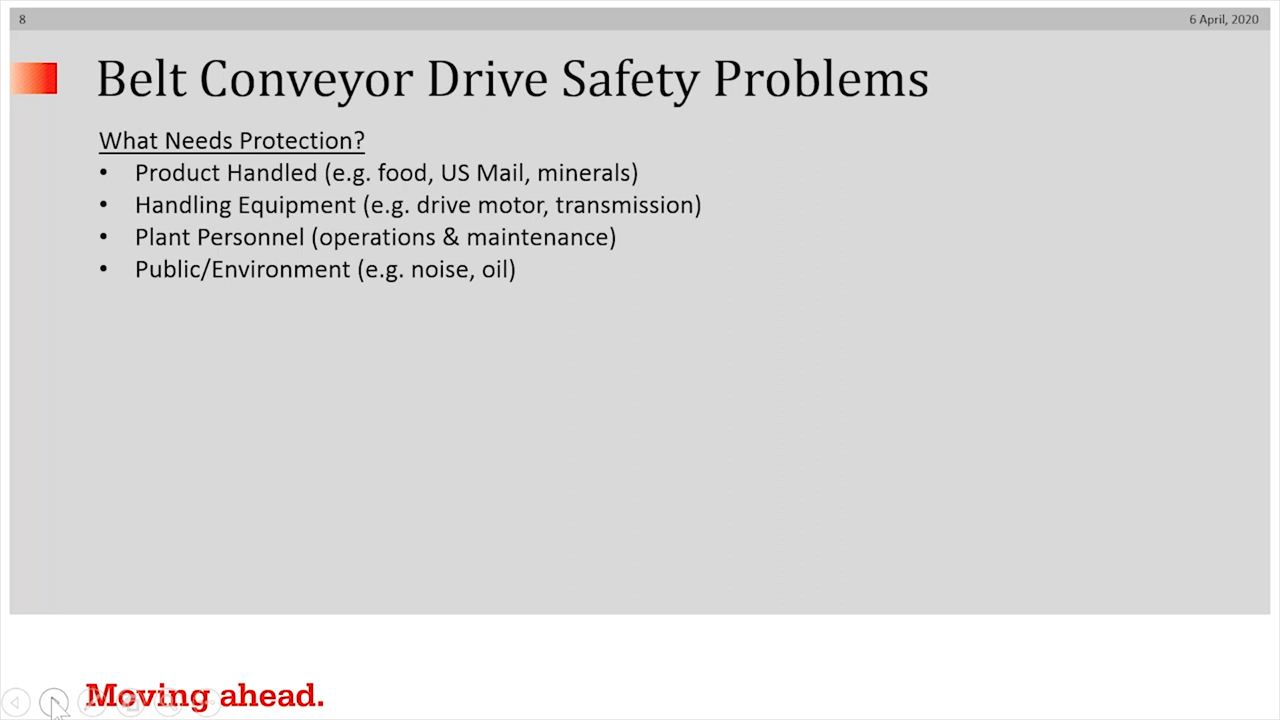 8
6 April, 2020
Belt Conveyor Drive Safety Problems
What Needs Protection?
• Product Handled (e.g. food, US Mail, minerals)
• Handling Equipment (e.g. drive motor, transmission)
• Plant Personnel (operations & maintenance)
• Public/Environment (e.g. noise, oil)
Moving ahead.